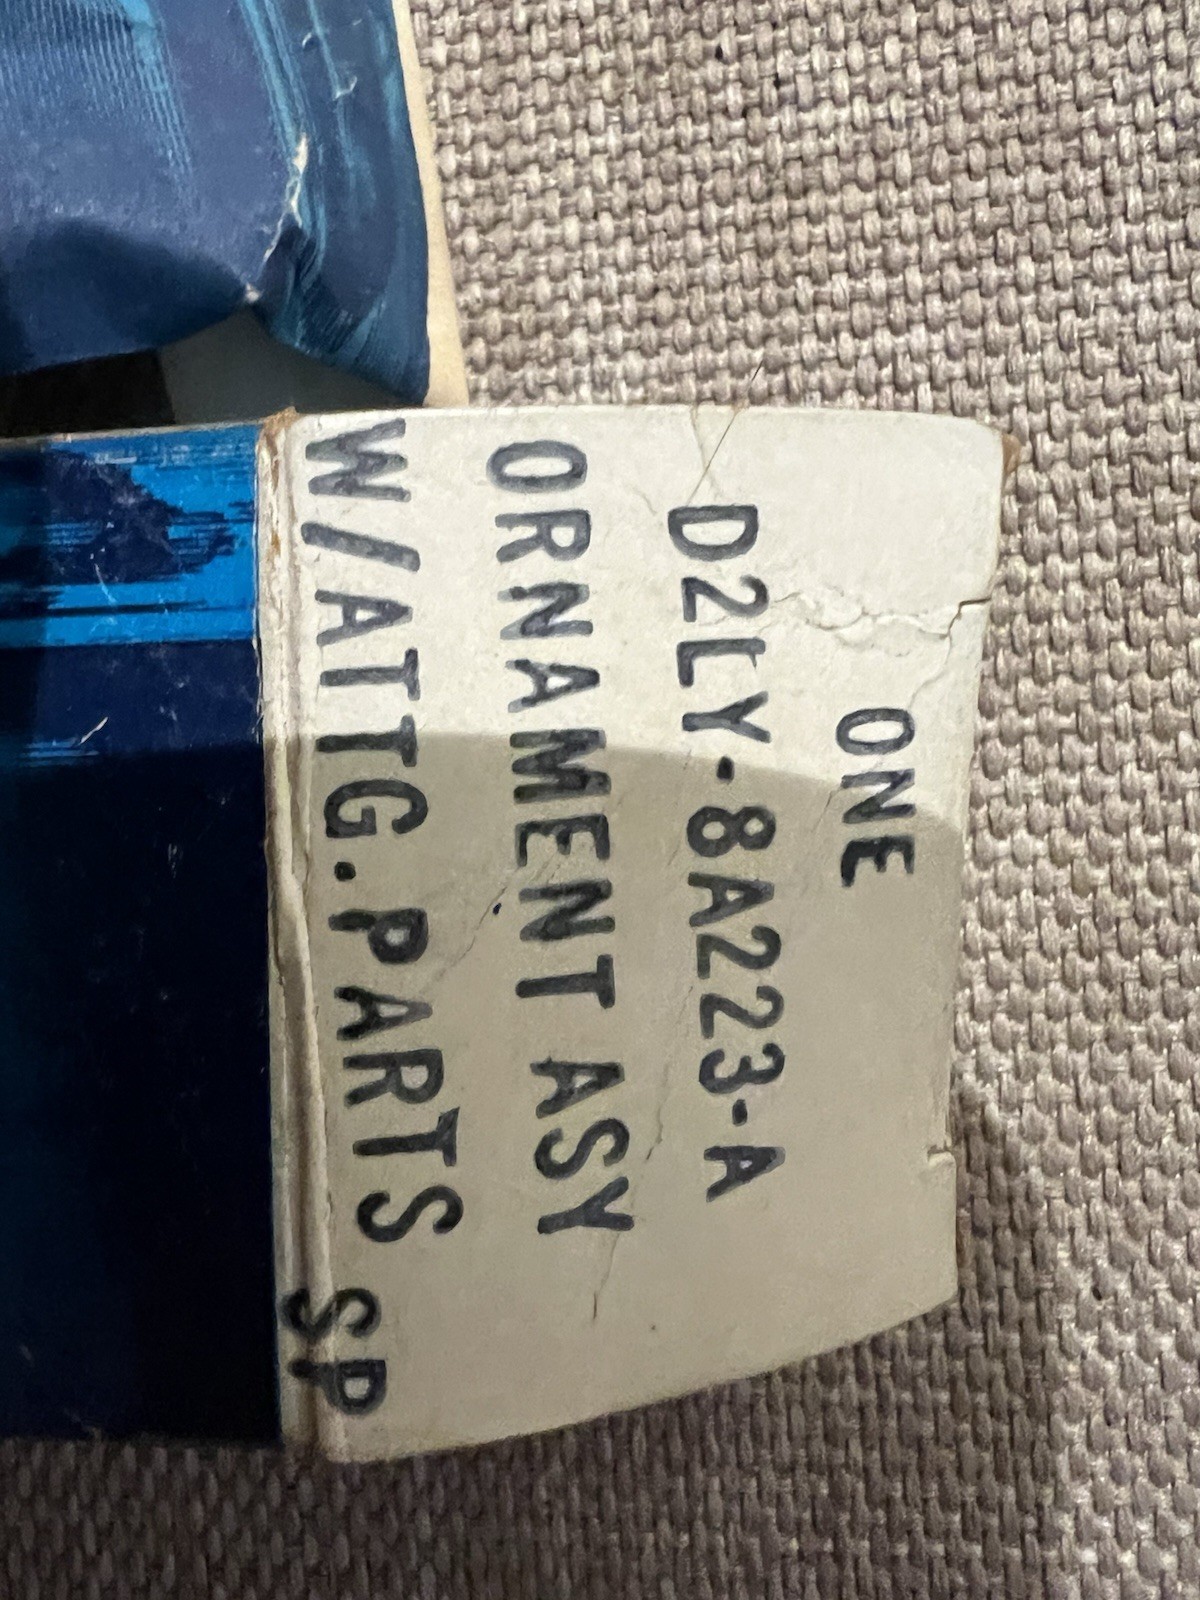 ONE
D2LY-8A223-A
ORNAMENT ASY
W/ATTG.PARTS
SP